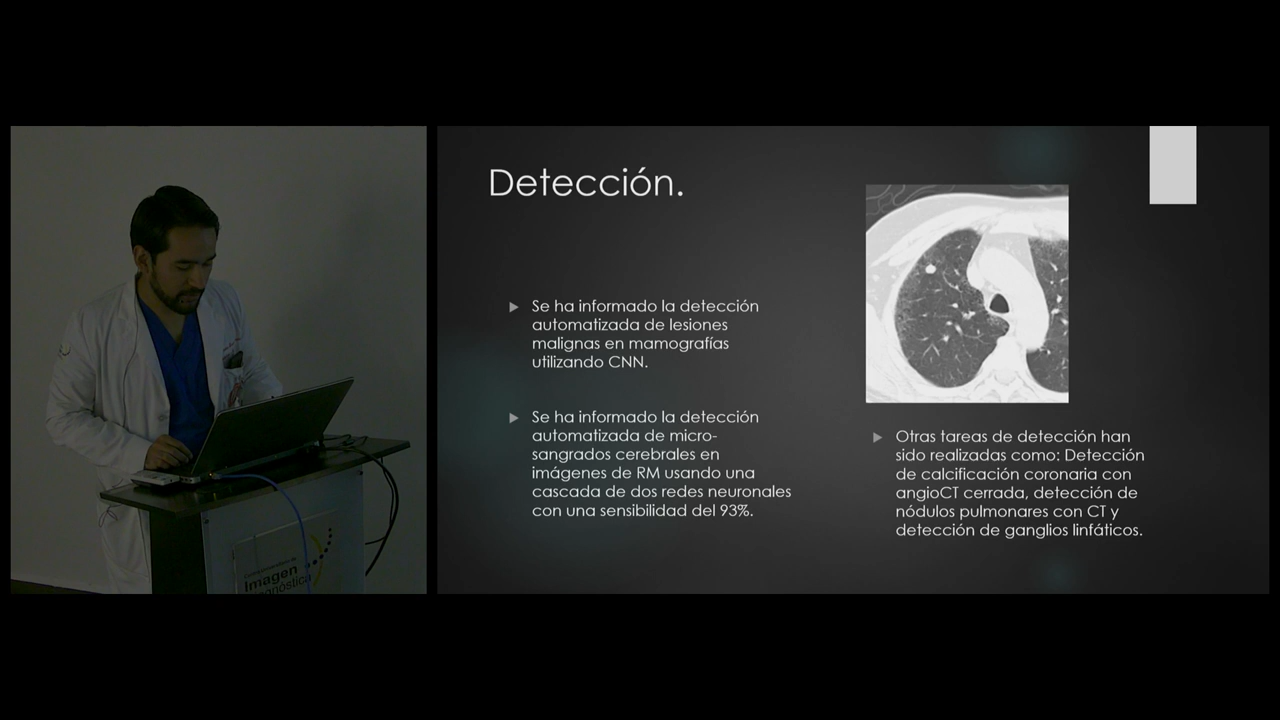 Detección.
Se ha informado la detección
automatizada de lesiones
malignas en mamografías
utilizando CNN.
Se ha informado la detección
automatizada de micro-
sangrados cerebrales en
imágenes de RM usando una
cascada de dos redes neuronales
con una sensibilidad del 93%.
Otras tareas de detección han
sido realizadas como: Detección
de calcificación coronaria con
angioCT cerrada, detección de
nódulos pulmonares con CT y
detección de ganglios linfáticos.
Imagen